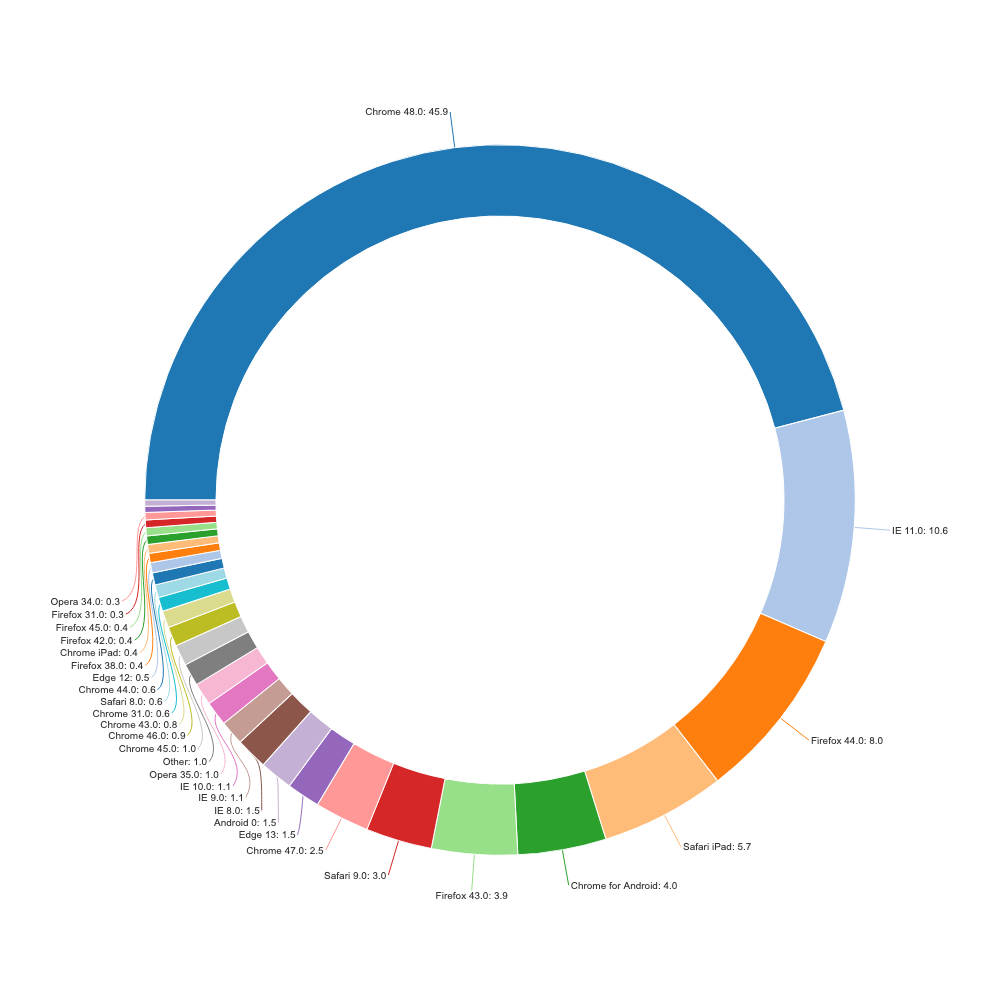 Chrome 48.0: 45.9
IE 11.0: 10.6
Firefox 44.0: 8.0
Safari iPad: 5.7
Chrome for Android: 4.0
Firefox 43.0: 3.9
Safari 9.0: 3.0
Chrome 47.0: 2.5
Edge 13: 1.5
Android 0: 1.5
IE 8.0: 1.5
IE 9.0: 1.1
IE 10.0: 1.1
Opera 35.0: 1.0
Other: 1.0
Chrome 45.0: 1.0
Chrome 46.0: 0.9
Chrome 43.0: 0.8
Chrome 31.0: 0.6
Safari 8.0: 0.6
Chrome 44.0: 0.6
Edge 12: 0.5
Firefox 38.0: 0.4
Chrome iPad: 0.4
Firefox 42.0: 0.4
Firefox 45.0: 0.4
Firefox 31.0: 0.3
Opera 34.0: 0.3